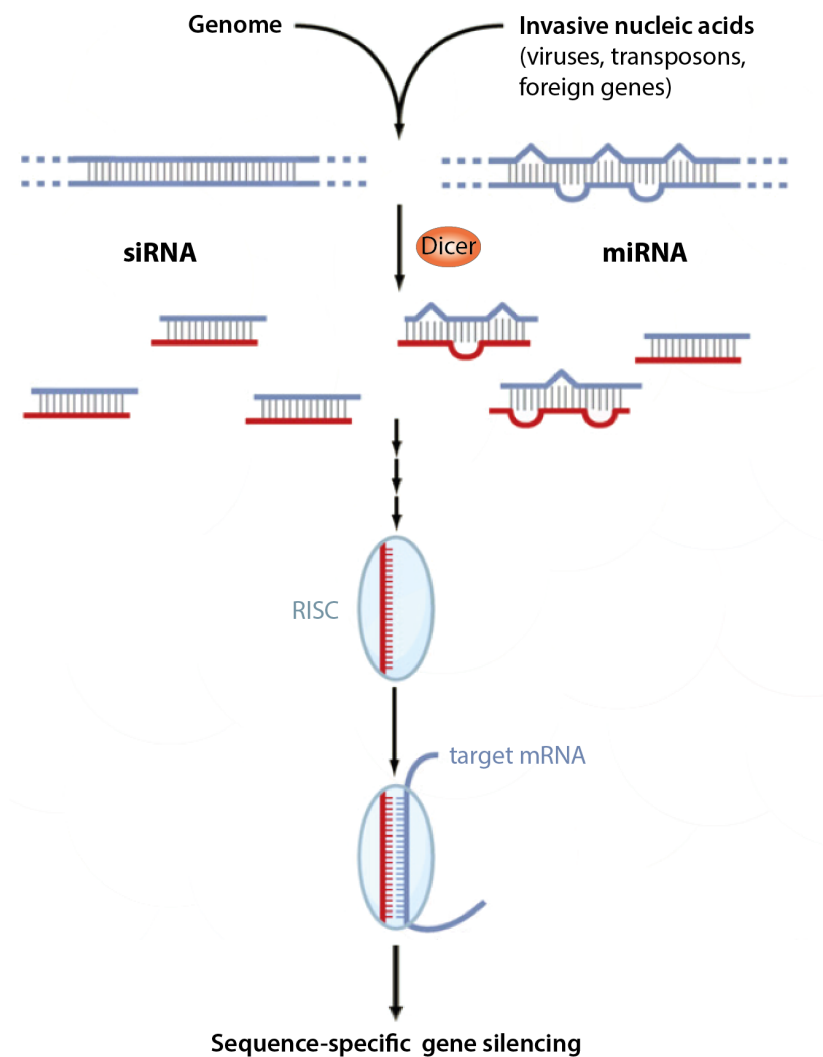 Genome
Invasive nucleic acids
(viruses, transposons,
foreign genes)
siRNA
Dicer
miRNA
RISC
target mRNA
Sequence-specific gene silencing